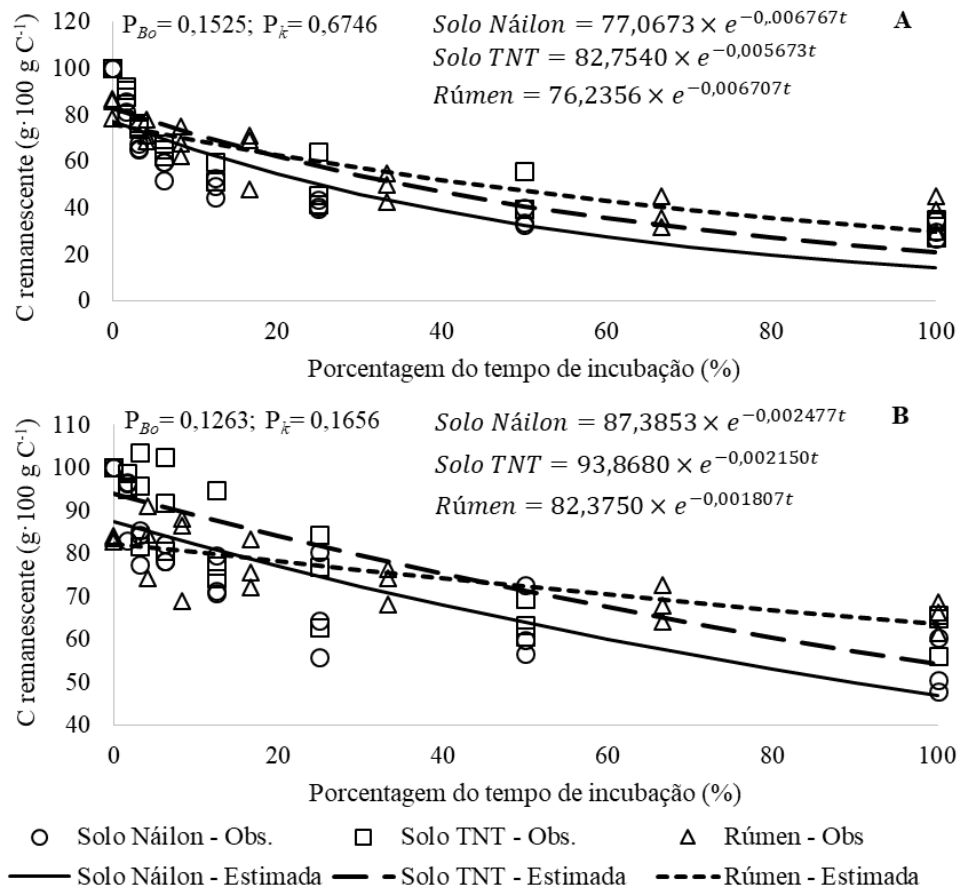 P_Bo= 0,1525; P_k= 0,6746
A
Solo Náilon = 77,0673 × e^-0,.006767t
Solo TNT = 82,7540 × e^-0,005673t
Rúmen = 76,2356 × e^-0,006707t
C remanescente (g·100 g C^-1)
120
100
80
60
40
20
0
0 20 40 60 80 100
Porcentagem do tempo de incubação (%)
P_Bo= 0,1263; P_k= 0,1656
B
Solo Náilon = 87,3853 × e^-0,002477t
Solo TNT = 93,8680 × e^-0,002150t
Rúmen = 82,3750 × e^-0,001807t
C remanescente (g·100 g C^-1)
110
100
90
80
70
60
50
40
0 20 40 60 80 100
Porcentagem do tempo de incubação (%)
Solo Náilon - Obs. Solo TNT - Obs. Rúmen - Obs
Solo Náilon - Estimada Solo TNT - Estimada Rúmen - Estimada